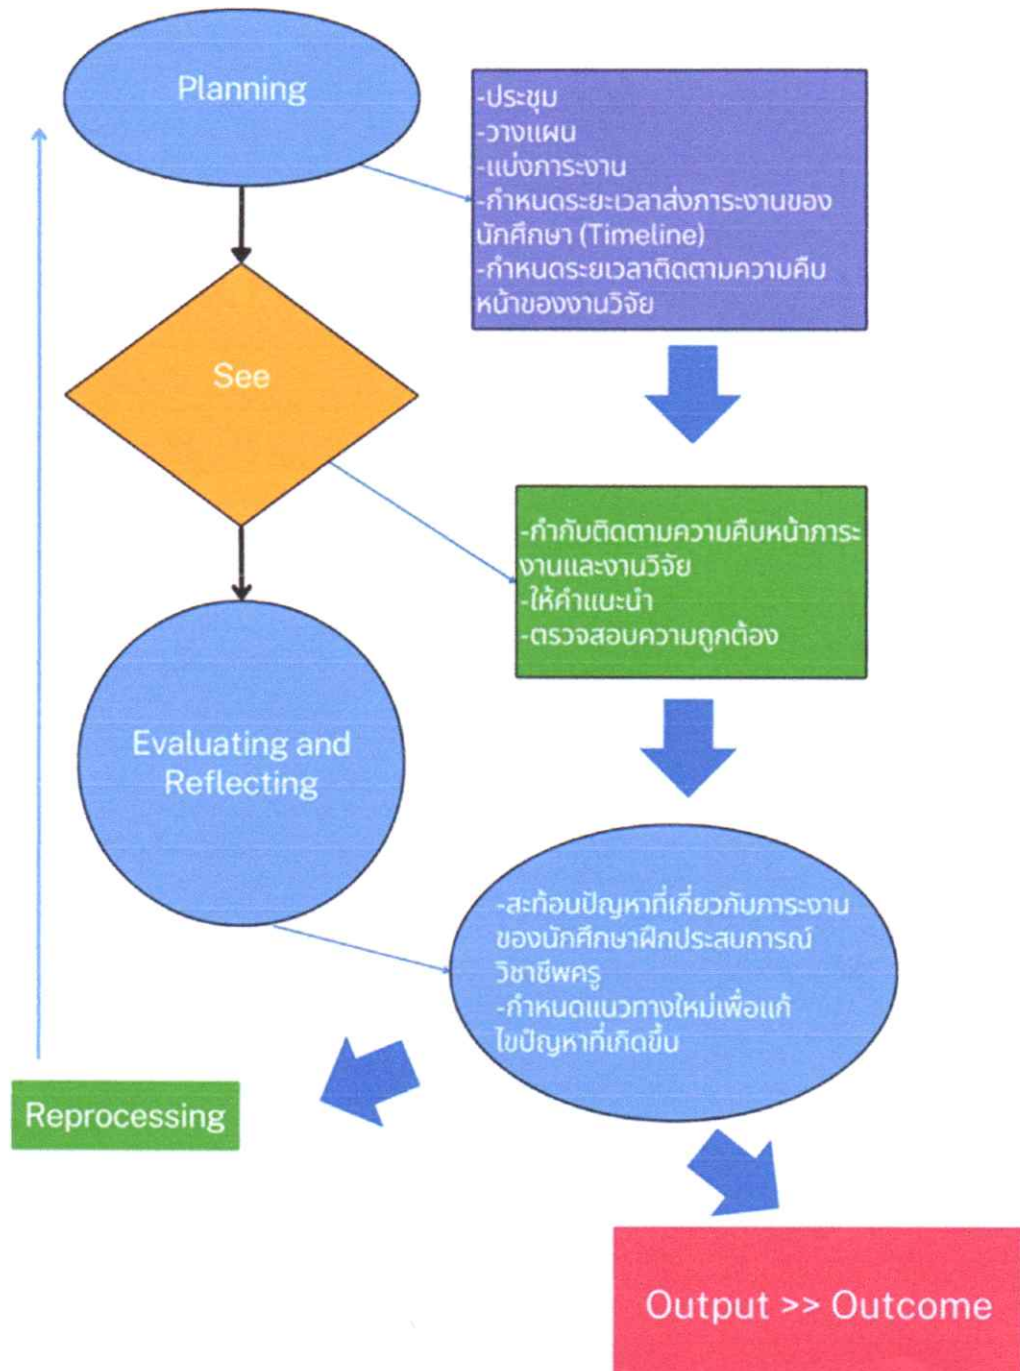 Planning
-ประชุม
-วางแผน
-แบ่งภาระงาน
-กำหนดระยะเวลาส่งภาระงานของ
นักศึกษา (Timeline)
-กำหนดระยเวลาติดตามความคืบ
หน้าของงานวิจัย
See
-กำกับติดตามความคืบหน้าภาระ
งานและงานวิจัย
-ให้คำแนะนำ
-ตรวจสอบความถูกต้อง
Evaluating and
Reflecting
-สะท้อนปัญหาที่เกี่ยวกับภาระงาน
ของนักศึกษาฝึกประสบการณ์
วิชาชีพครู
-กำหนดแนวทางใหม่เพื่อแก้
ไขปัญหาที่เกิดขึ้น
Reprocessing
Output >> Outcome